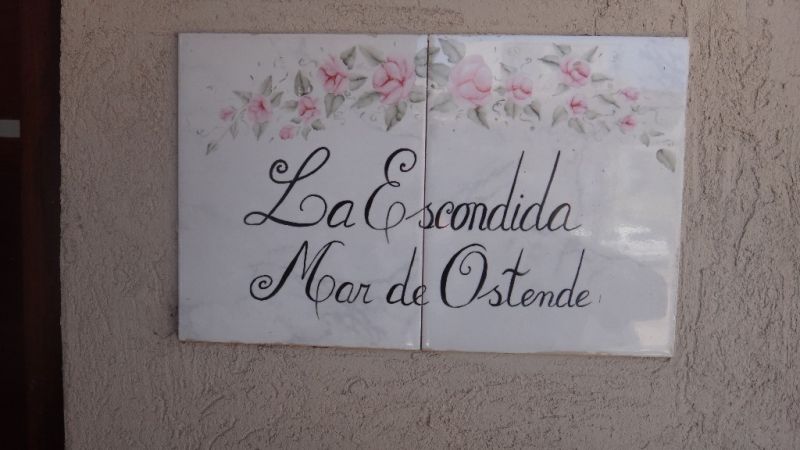 La Escondida
Mar de Ostende